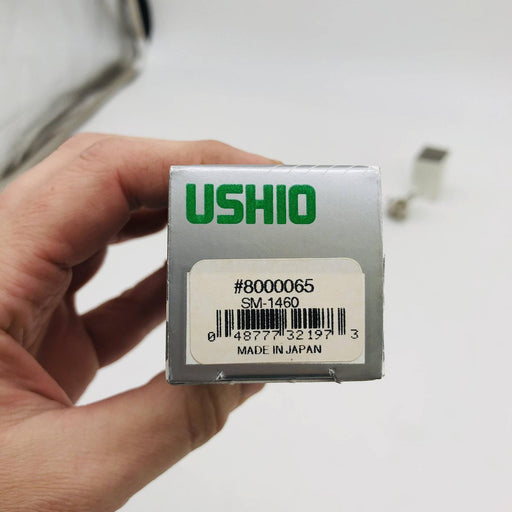 USHIO
#8000065
SM-1460
0 48777 32197 3
MADE IN JAPAN